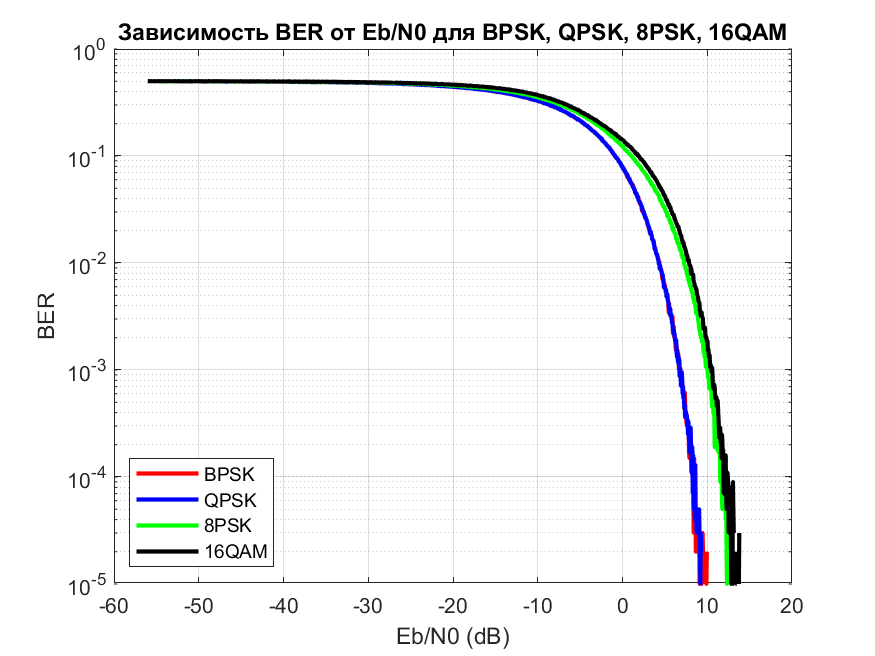 Зависимость BER от Eb/N0 для BPSK, QPSK, 8PSK, 16QAM
10^0
10^-1
10^-2
10^-3
10^-4
10^-5
BER
BPSK
QPSK
8PSK
16QAM
-60 -50 -40 -30 -20 -10 0 10 20
Eb/N0 (dB)